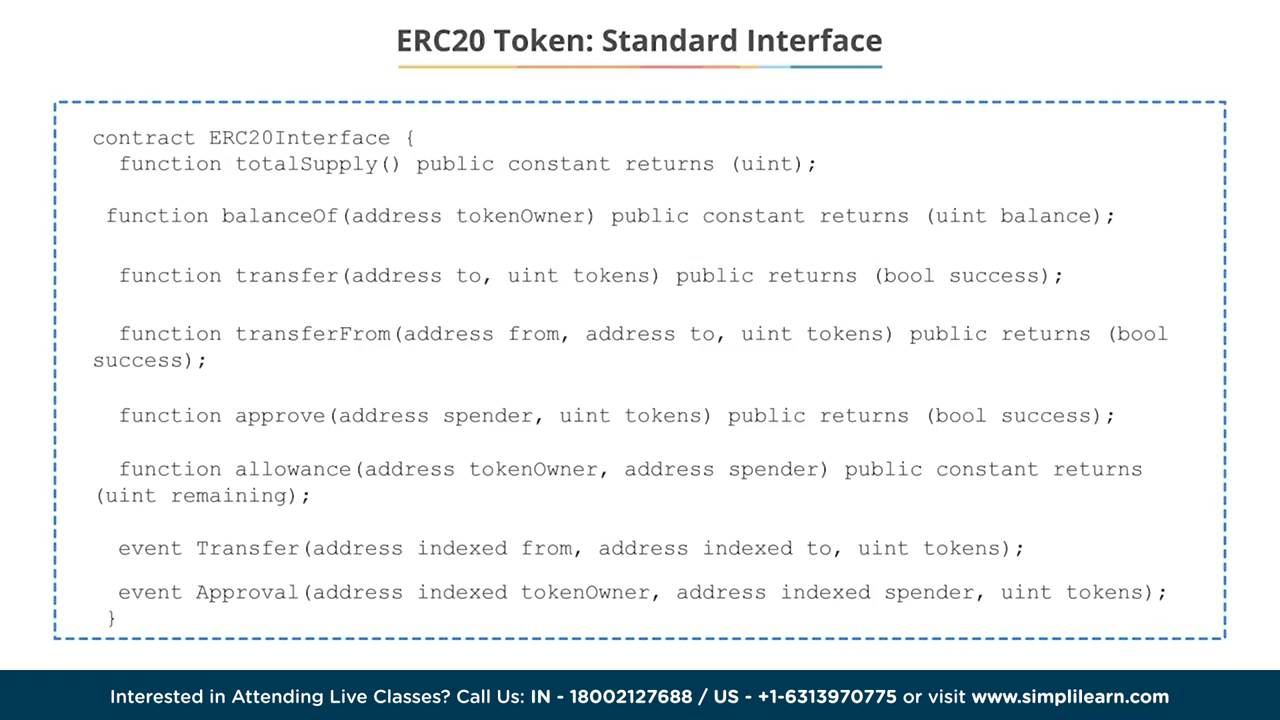 ERC20 Token: Standard Interface
contract ERC20Interface {
function totalSupply() public constant returns (uint);
function balanceOf(address tokenOwner) public constant returns (uint balance);
function transfer(address to, uint tokens) public returns (bool success);
function transferFrom(address from, address to, uint tokens) public returns (bool
success);
function approve(address spender, uint tokens) public returns (bool success);
function allowance(address tokenOwner, address spender) public constant returns
(uint remaining);
event Transfer(address indexed from, address indexed to, uint tokens);
event Approval(address indexed tokenOwner, address indexed spender, uint tokens);
}
Interested in Attending Live Classes? Call Us: IN - 18002127688 / US - +1-6313970775 or visit www.simplilearn.com